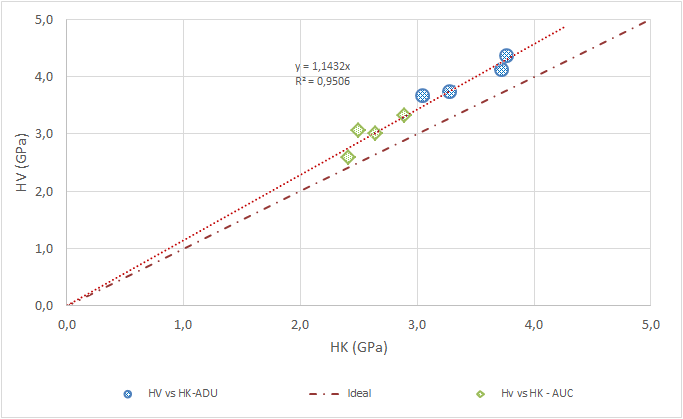 5,0
y = 1,1432x
R² = 0,9506
4,0
3,0
HV (GPa)
2,0
1,0
0,0
0,0 1,0 2,0 3,0 4,0 5,0
HK (GPa)
HV vs HK-ADU Ideal Hv vs HK - AUC